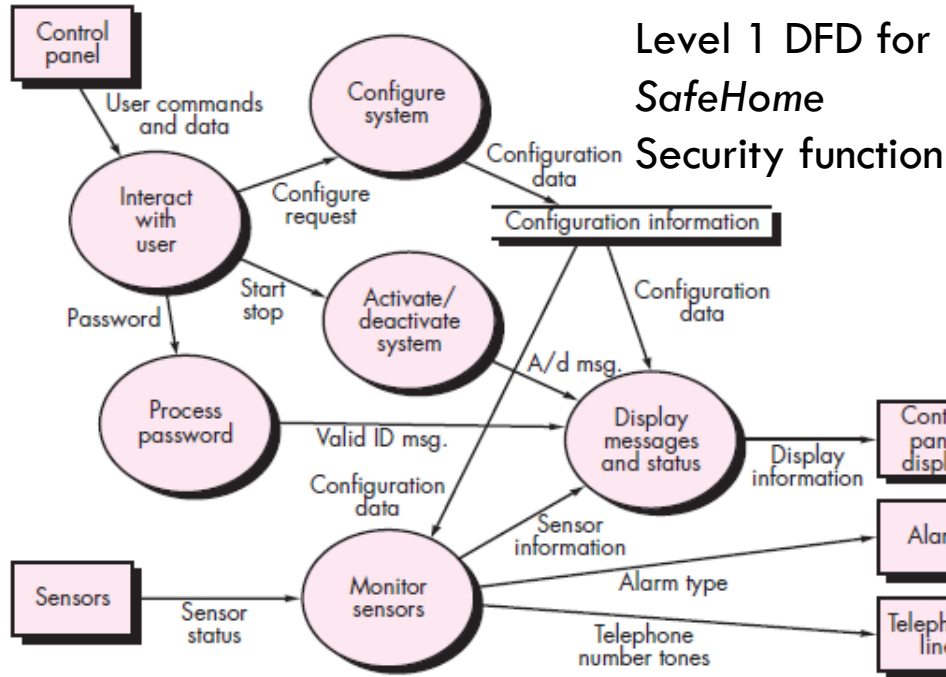 Level 1 DFD for
SafeHome
Security function
Control
panel
User commands
and data
Configure
system
Configuration
data
Interact
with
user
Configure
request
Configuration information
Start
stop
Password
Activate/
deactivate
system
Configuration
data
A/d msg.
Process
password
Valid ID msg.
Display
messages
and status
Display
information
Configuration
data
Sensor
information
Sensors
Sensor
status
Monitor
sensors
Alarm type
Telephone
number tones